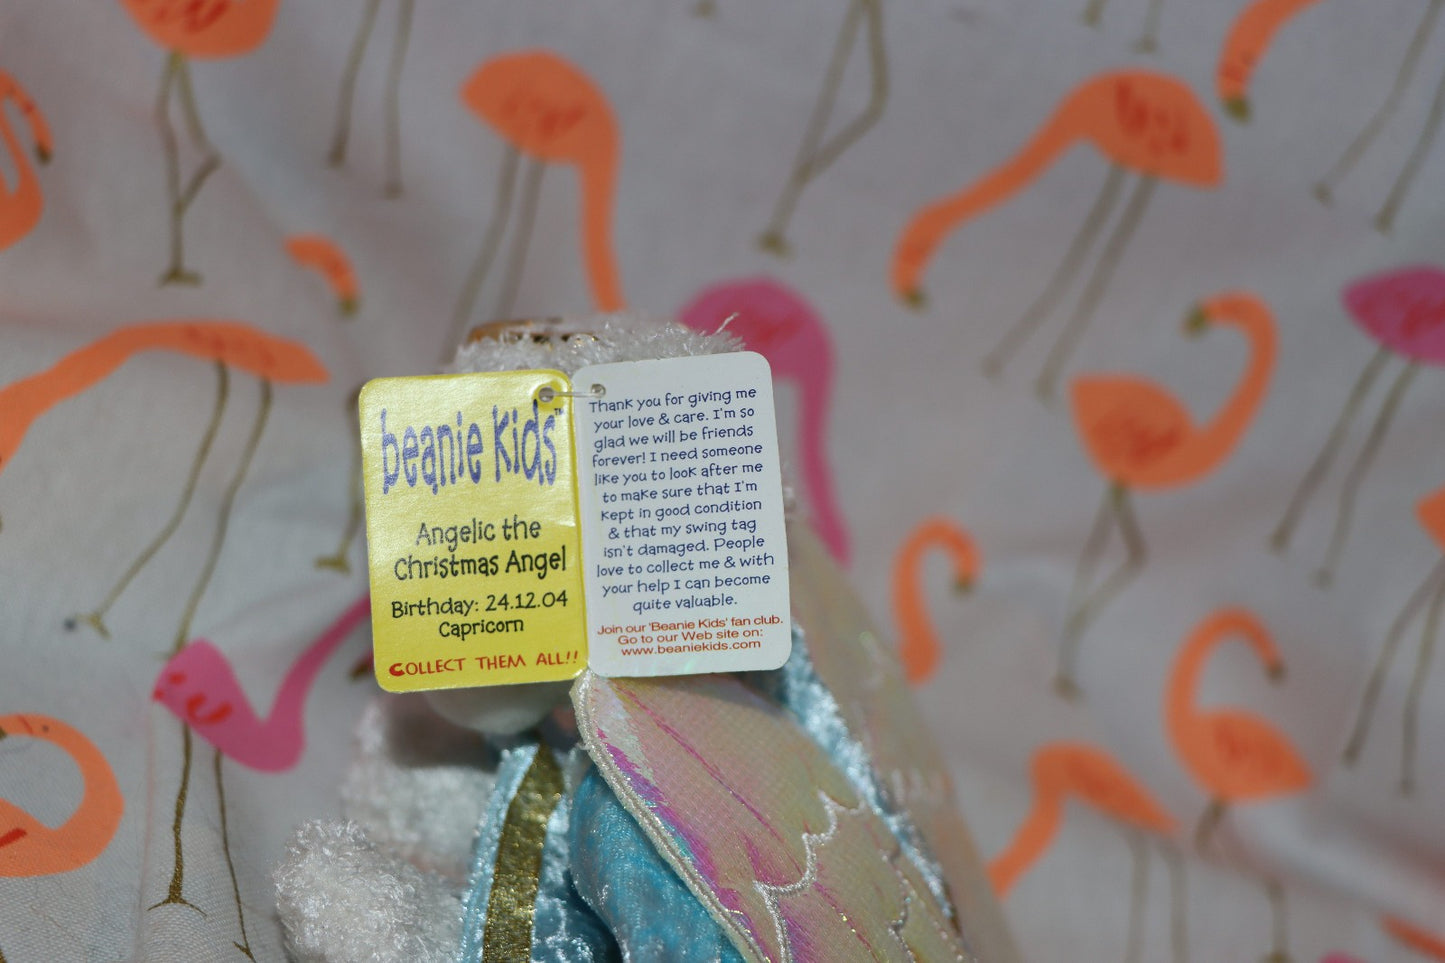 beanie Kids™
Angelic the
Christmas Angel
Birthday: 24.12.04
Capricorn
COLLECT THEM ALL!!
Thank you for giving me
your love & care. I'm so
glad we will be friends
forever! I need someone
like you to look after me
to make sure that I'm
kept in good condition
& that my swing tag
isn't damaged. People
love to collect me & with
your help I can become
quite valuable.
Join our 'Beanie Kids' fan club.
Go to our Web site on:
www.beaniekids.com